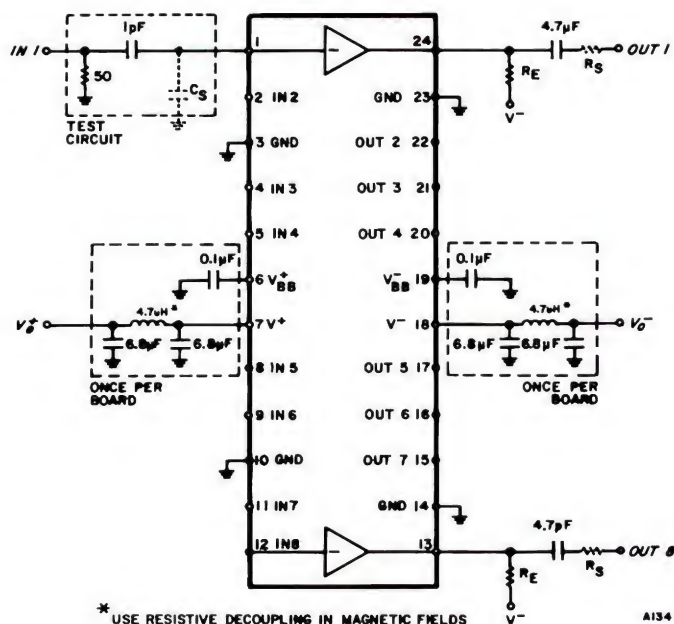 IN 1
1pF
50
CS
TEST
CIRCUIT
1
2 IN 2
3 GND
4 IN 3
5 IN 4
0.1µF
6 V+BB
Vo+
4.7uH*
7 V+
6.8µF
6.8µF
ONCE PER
BOARD
8 IN 5
9 IN 6
10 GND
11 IN7
12 IN8
24
4.7µF
RS
OUT 1
RE
V−
GND 23
OUT 2 22
OUT 3 21
OUT 4 20
V−BB 19
0.1µF
V− 18
4.7uH*
Vo−
6.8µF
6.8µF
ONCE PER
BOARD
OUT 5 17
OUT 6 16
OUT 7 15
GND 14
13
4.7pF
RS
OUT 8
RE
V−
* USE RESISTIVE DECOUPLING IN MAGNETIC FIELDS
A134